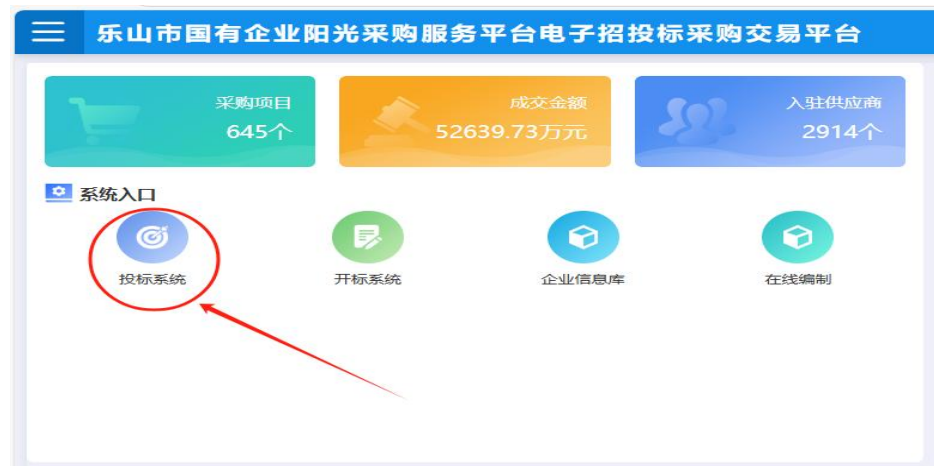 乐山市国有企业阳光采购服务平台电子招投标采购交易平台
采购项目
645个
成交金额
52639.73万元
入驻供应商
2914个
系统入口
投标系统
开标系统
企业信息库
在线编制